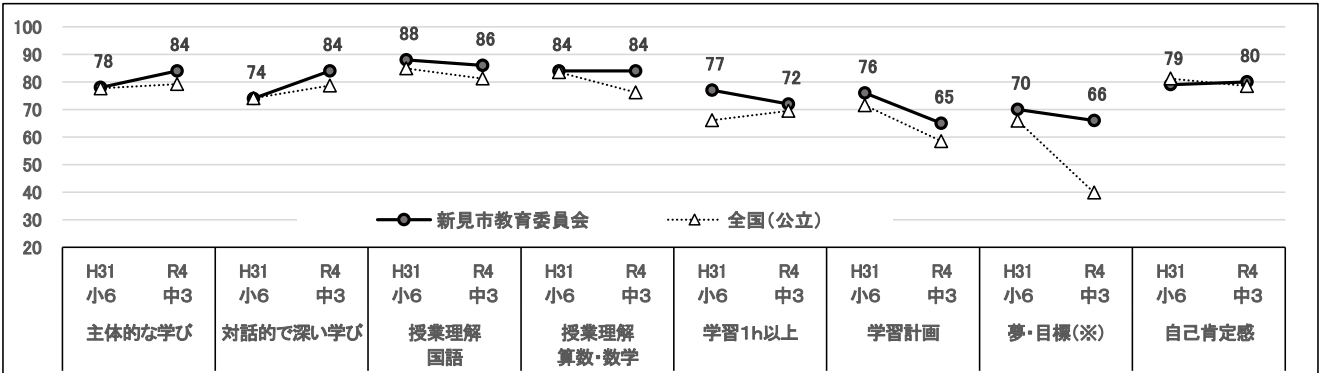 100
90
80
70
60
50
40
30
20
78 84 74 84 88 86 84 84 77 72 76 65 70 66 79 80
新見市教育委員会 全国(公立)
H31 R4 H31 R4 H31 R4 H31 R4 H31 R4 H31 R4 H31 R4 H31 R4
小6 中3 小6 中3 小6 中3 小6 中3 小6 中3 小6 中3 小6 中3 小6 中3
主体的な学び 対話的で深い学び 授業理解 授業理解 学習1h以上 学習計画 夢・目標(※) 自己肯定感
国語 算数・数学